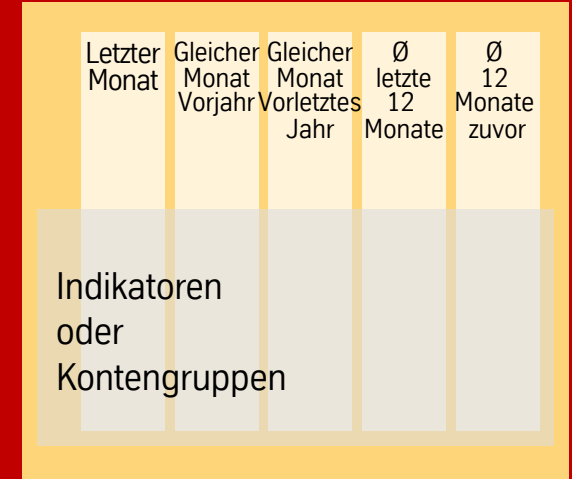 Letzter
Monat
Gleicher
Monat
Vorjahr
Gleicher
Monat
Vorletztes
Jahr
Ø
letzte
12
Monate
Ø
12
Monate
zuvor
Indikatoren
oder
Kontengruppen